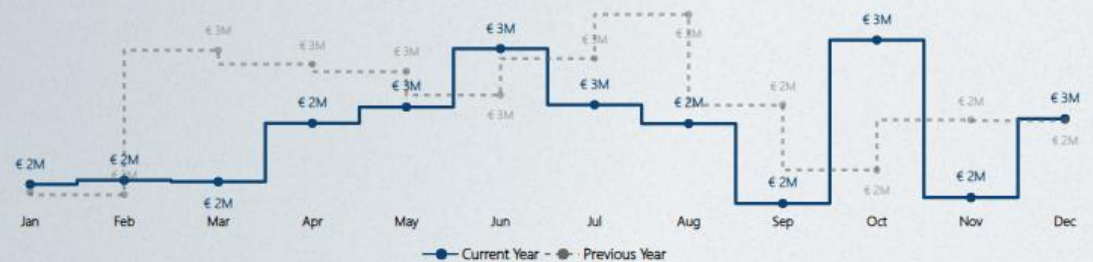 € 3M € 3M € 3M € 3M
€ 3M € 3M € 3M € 3M
€ 2M € 3M € 3M € 2M € 2M € 2M € 3M
€ 3M € 2M
€ 2M € 2M € 2M € 2M € 2M
€ 2M
Jan Feb Mar Apr May Jun Jul Aug Sep Oct Nov Dec
Current Year Previous Year